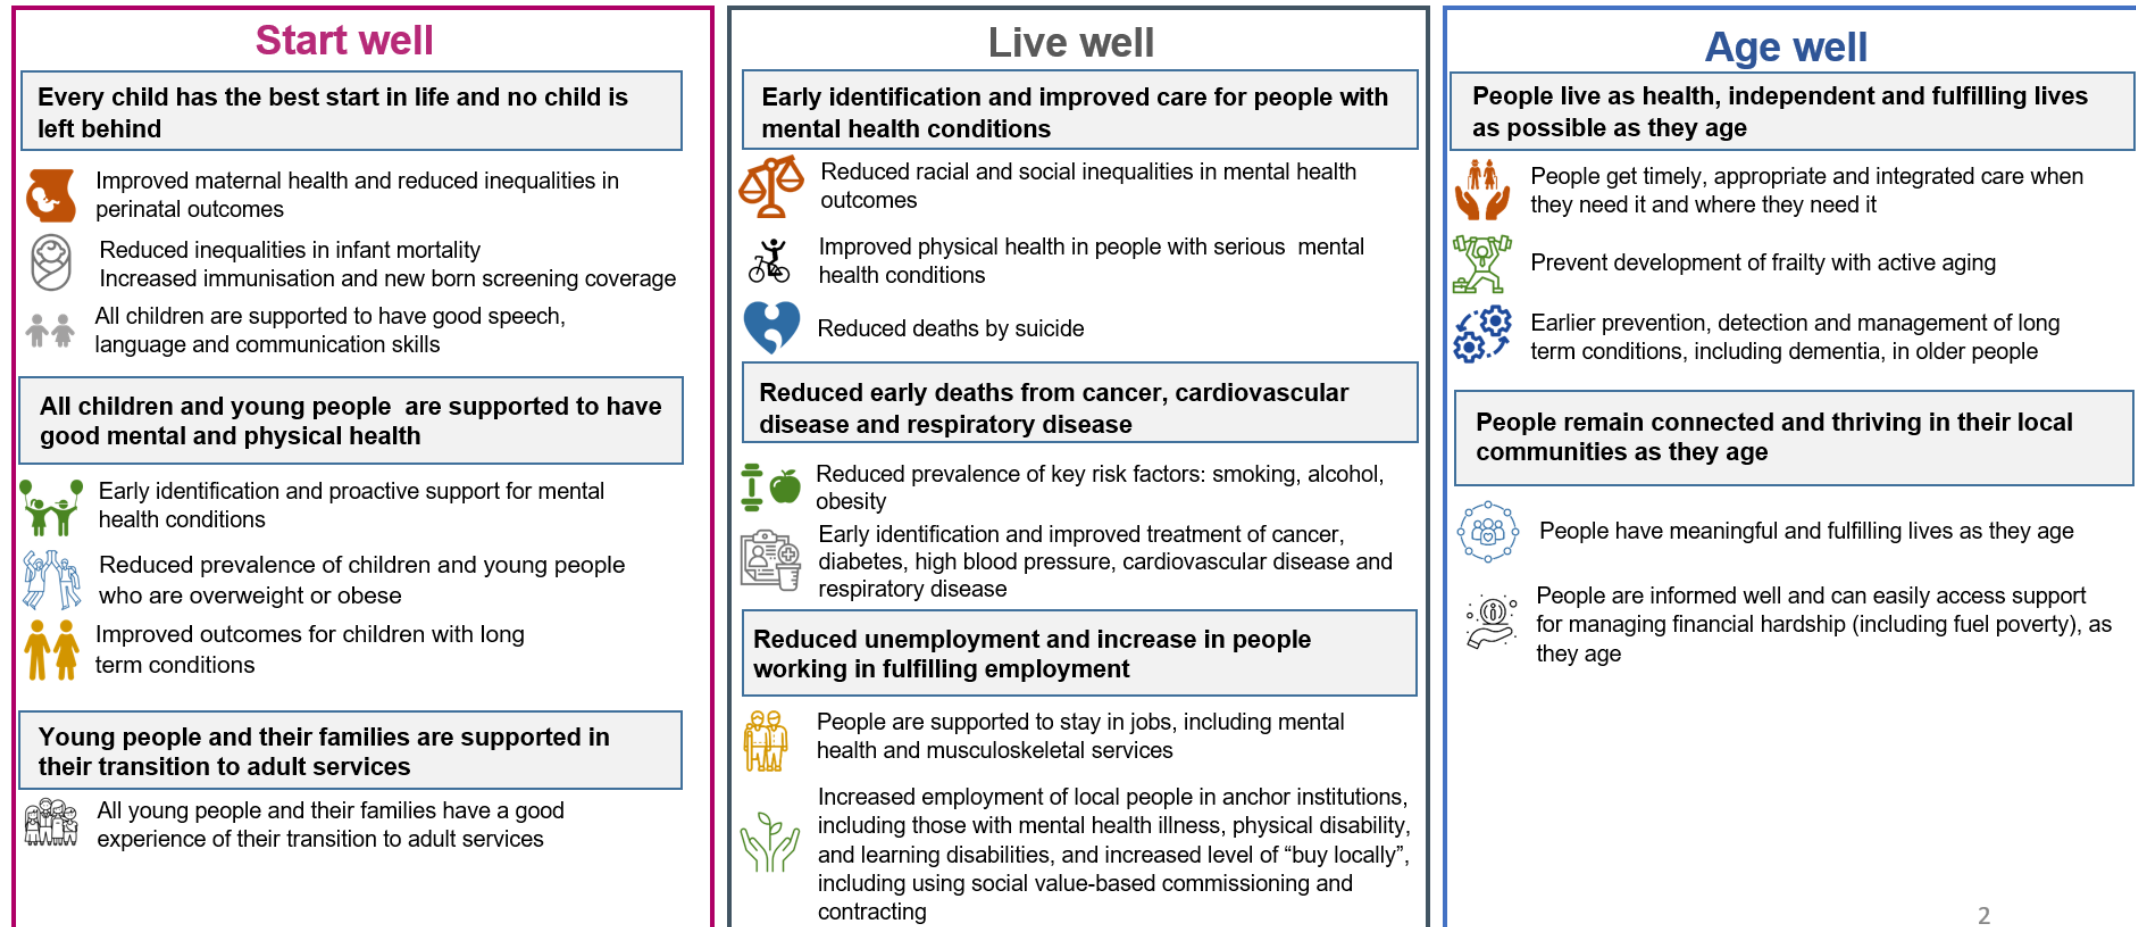 Start well
Every child has the best start in life and no child is
left behind
Improved maternal health and reduced inequalities in
perinatal outcomes
Reduced inequalities in infant mortality
Increased immunisation and new born screening coverage
All children are supported to have good speech,
language and communication skills
All children and young people  are supported to have
good mental and physical health
Early identification and proactive support for mental
health conditions
Reduced prevalence of children and young people
who are overweight or obese
Improved outcomes for children with long
term conditions
Young people and their families are supported in
their transition to adult services
All young people and their families have a good
experience of their transition to adult services
Live well
Early identification and improved care for people with
mental health conditions
Reduced racial and social inequalities in mental health
outcomes
Improved physical health in people with serious  mental
health conditions
Reduced deaths by suicide
Reduced early deaths from cancer, cardiovascular
disease and respiratory disease
Reduced prevalence of key risk factors: smoking, alcohol,
obesity
Early identification and improved treatment of cancer,
diabetes, high blood pressure, cardiovascular disease and
respiratory disease
Reduced unemployment and increase in people
working in fulfilling employment
People are supported to stay in jobs, including mental
health and musculoskeletal services
Increased employment of local people in anchor institutions,
including those with mental health illness, physical disability,
and learning disabilities, and increased level of “buy locally”,
including using social value-based commissioning and
contracting
Age well
People live as health, independent and fulfilling lives
as possible as they age
People get timely, appropriate and integrated care when
they need it and where they need it
Prevent development of frailty with active aging
Earlier prevention, detection and management of long
term conditions, including dementia, in older people
People remain connected and thriving in their local
communities as they age
People have meaningful and fulfilling lives as they age
People are informed well and can easily access support
for managing financial hardship (including fuel poverty), as
they age
2